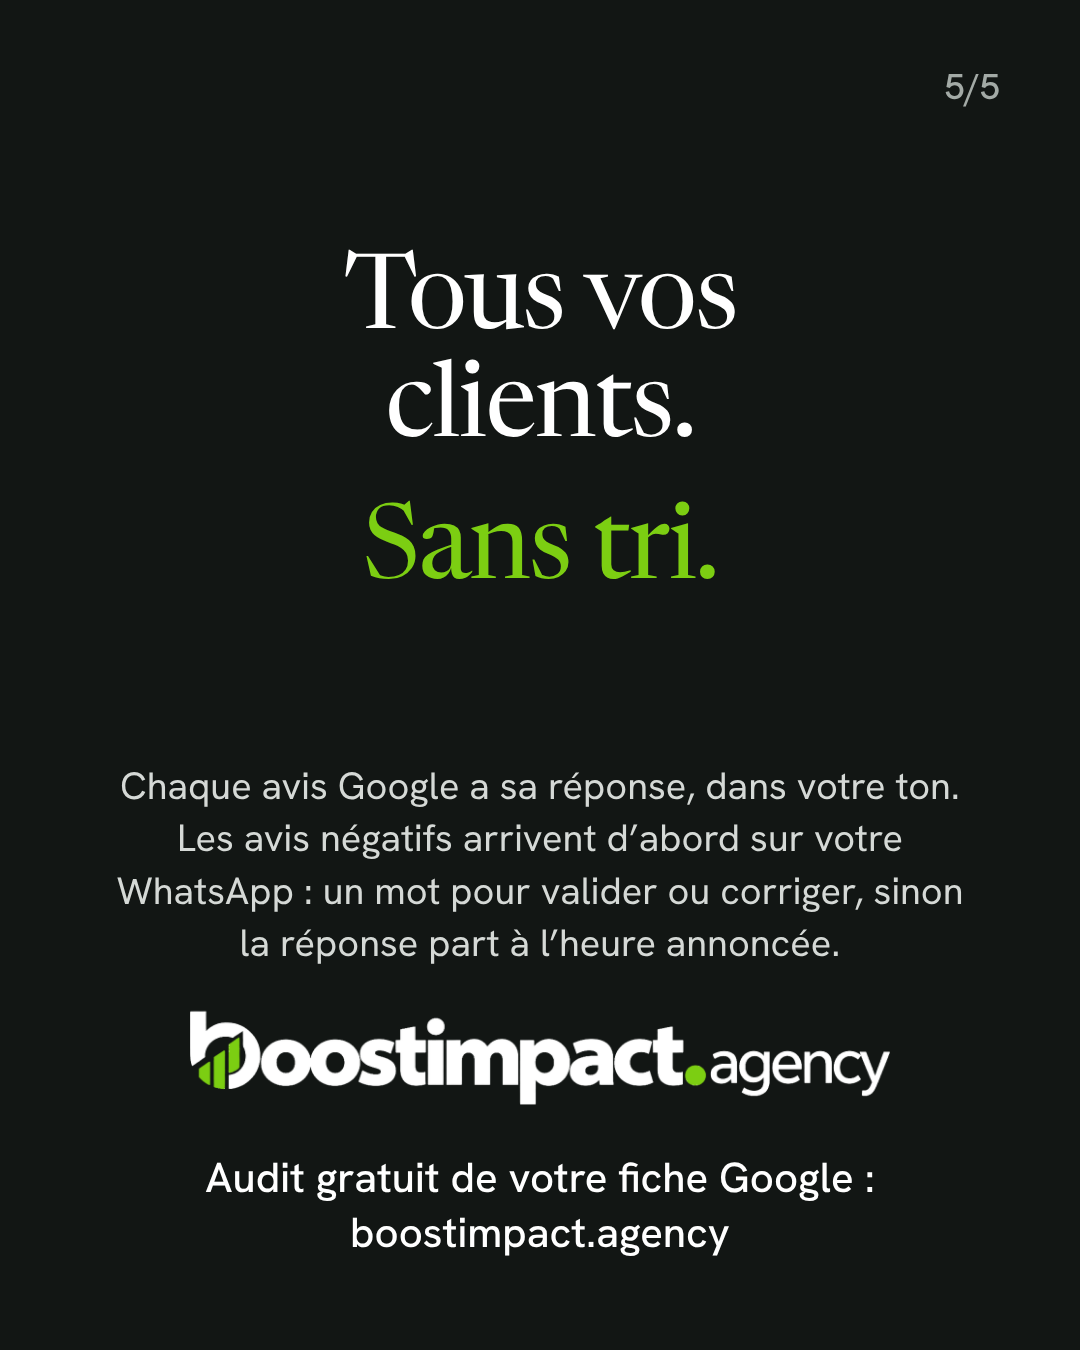 5/5
Tous vos
clients.
Sans tri.
Chaque avis Google a sa réponse, dans votre ton.
Les avis négatifs arrivent d’abord sur votre
WhatsApp : un mot pour valider ou corriger, sinon
la réponse part à l’heure annoncée.
boostimpact.agency
Audit gratuit de votre fiche Google :
boostimpact.agency